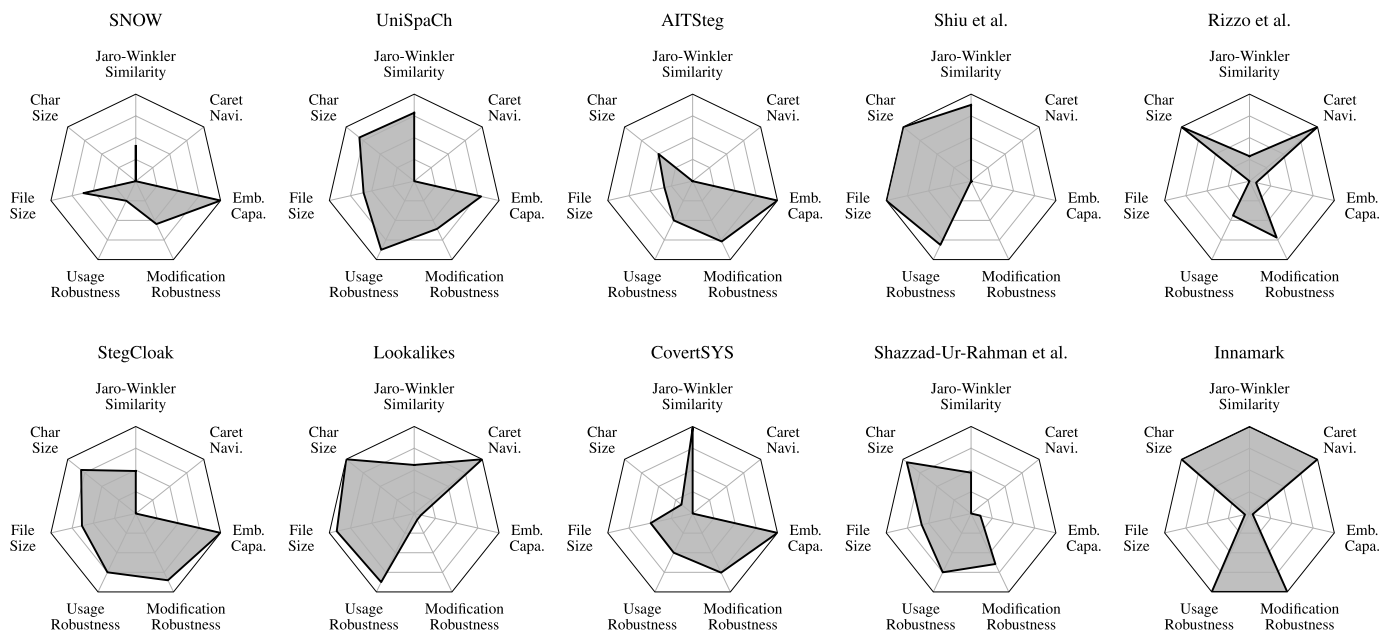 SNOW
Jaro-Winkler
Similarity
Caret
Navi.
Emb.
Capa.
Modification
Robustness
Usage
Robustness
File
Size
Char
Size
UniSpaCh
Jaro-Winkler
Similarity
Caret
Navi.
Emb.
Capa.
Modification
Robustness
Usage
Robustness
File
Size
Char
Size
AITSteg
Jaro-Winkler
Similarity
Caret
Navi.
Emb.
Capa.
Modification
Robustness
Usage
Robustness
File
Size
Char
Size
Shiu et al.
Jaro-Winkler
Similarity
Caret
Navi.
Emb.
Capa.
Modification
Robustness
Usage
Robustness
File
Size
Char
Size
Rizzo et al.
Jaro-Winkler
Similarity
Caret
Navi.
Emb.
Capa.
Modification
Robustness
Usage
Robustness
File
Size
Char
Size
StegCloak
Jaro-Winkler
Similarity
Caret
Navi.
Emb.
Capa.
Modification
Robustness
Usage
Robustness
File
Size
Char
Size
Lookalikes
Jaro-Winkler
Similarity
Caret
Navi.
Emb.
Capa.
Modification
Robustness
Usage
Robustness
File
Size
Char
Size
CovertSYS
Jaro-Winkler
Similarity
Caret
Navi.
Emb.
Capa.
Modification
Robustness
Usage
Robustness
File
Size
Char
Size
Shazzad-Ur-Rahman et al.
Jaro-Winkler
Similarity
Caret
Navi.
Emb.
Capa.
Modification
Robustness
Usage
Robustness
File
Size
Char
Size
Innamark
Jaro-Winkler
Similarity
Caret
Navi.
Emb.
Capa.
Modification
Robustness
Usage
Robustness
File
Size
Char
Size